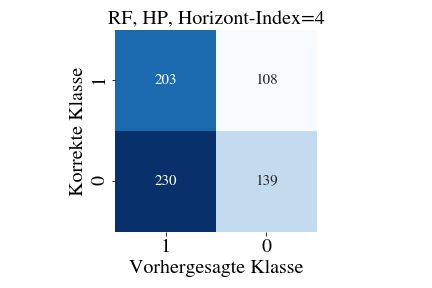 RF, HP, Horizont-Index=4
Korrekte Klasse
1
203
108
0
230
139
1
0
Vorhergesagte Klasse